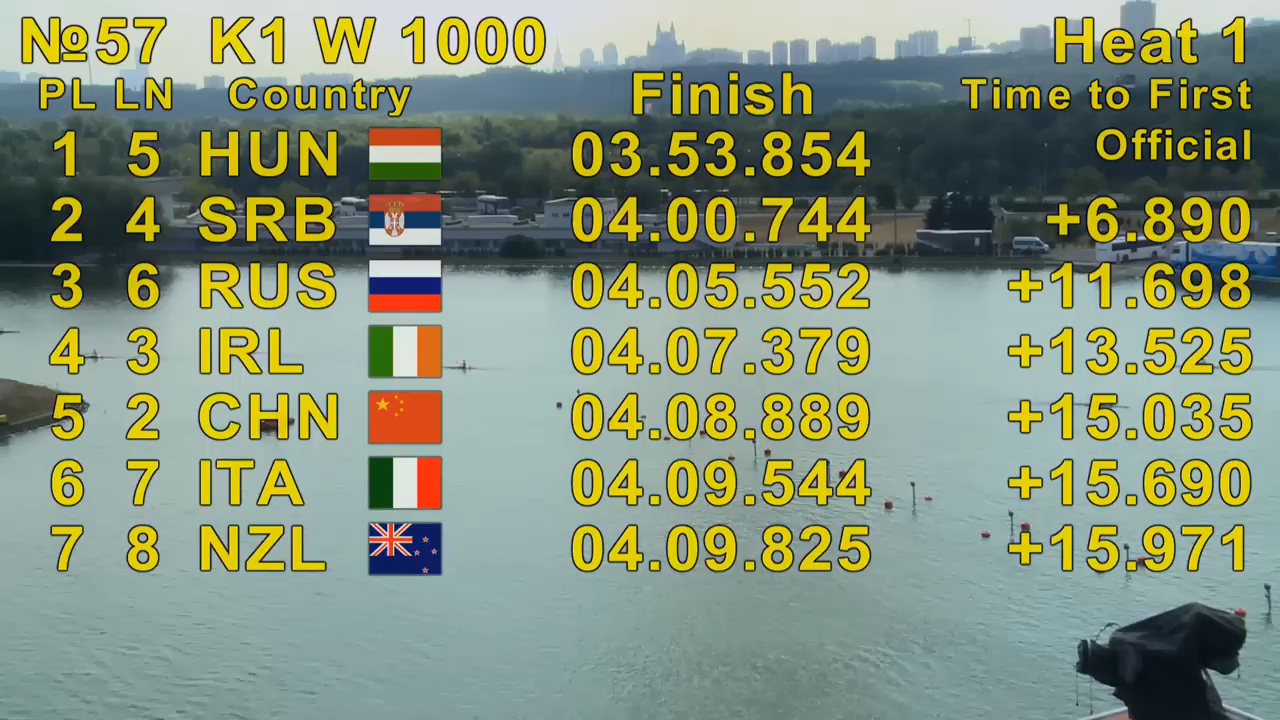 №57 K1 W 1000 Heat 1
PL LN Country Finish Time to First
1 5 HUN 03.53.854 Official
2 4 SRB 04.00.744 +6.890
3 6 RUS 04.05.552 +11.698
4 3 IRL 04.07.379 +13.525
5 2 CHN 04.08.889 +15.035
6 7 ITA 04.09.544 +15.690
7 8 NZL 04.09.825 +15.971